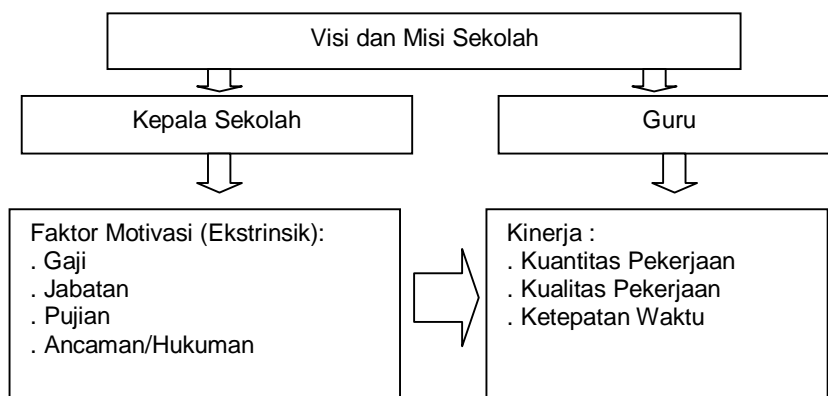 Visi dan Misi Sekolah
Kepala Sekolah
Guru
Faktor Motivasi (Ekstrinsik):
. Gaji
. Jabatan
. Pujian
. Ancaman/Hukuman
Kinerja :
. Kuantitas Pekerjaan
. Kualitas Pekerjaan
. Ketepatan Waktu